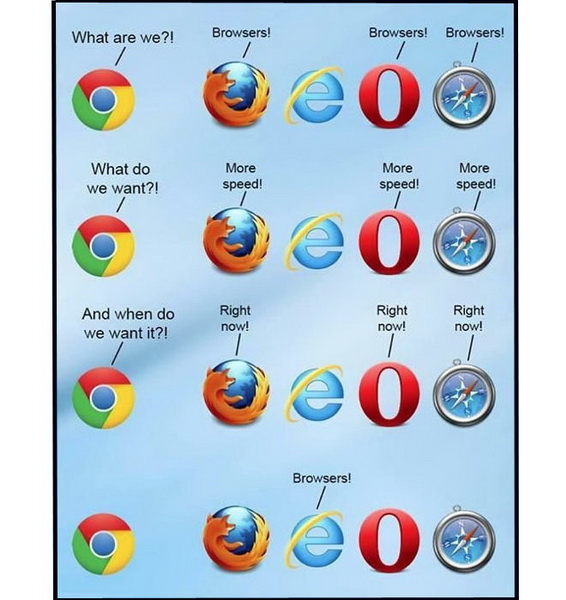 What are we?!
Browsers!
Browsers!
Browsers!
What do
we want?!
More
speed!
More
speed!
More
speed!
And when do
we want it?!
Right
now!
Right
now!
Right
now!
Browsers!